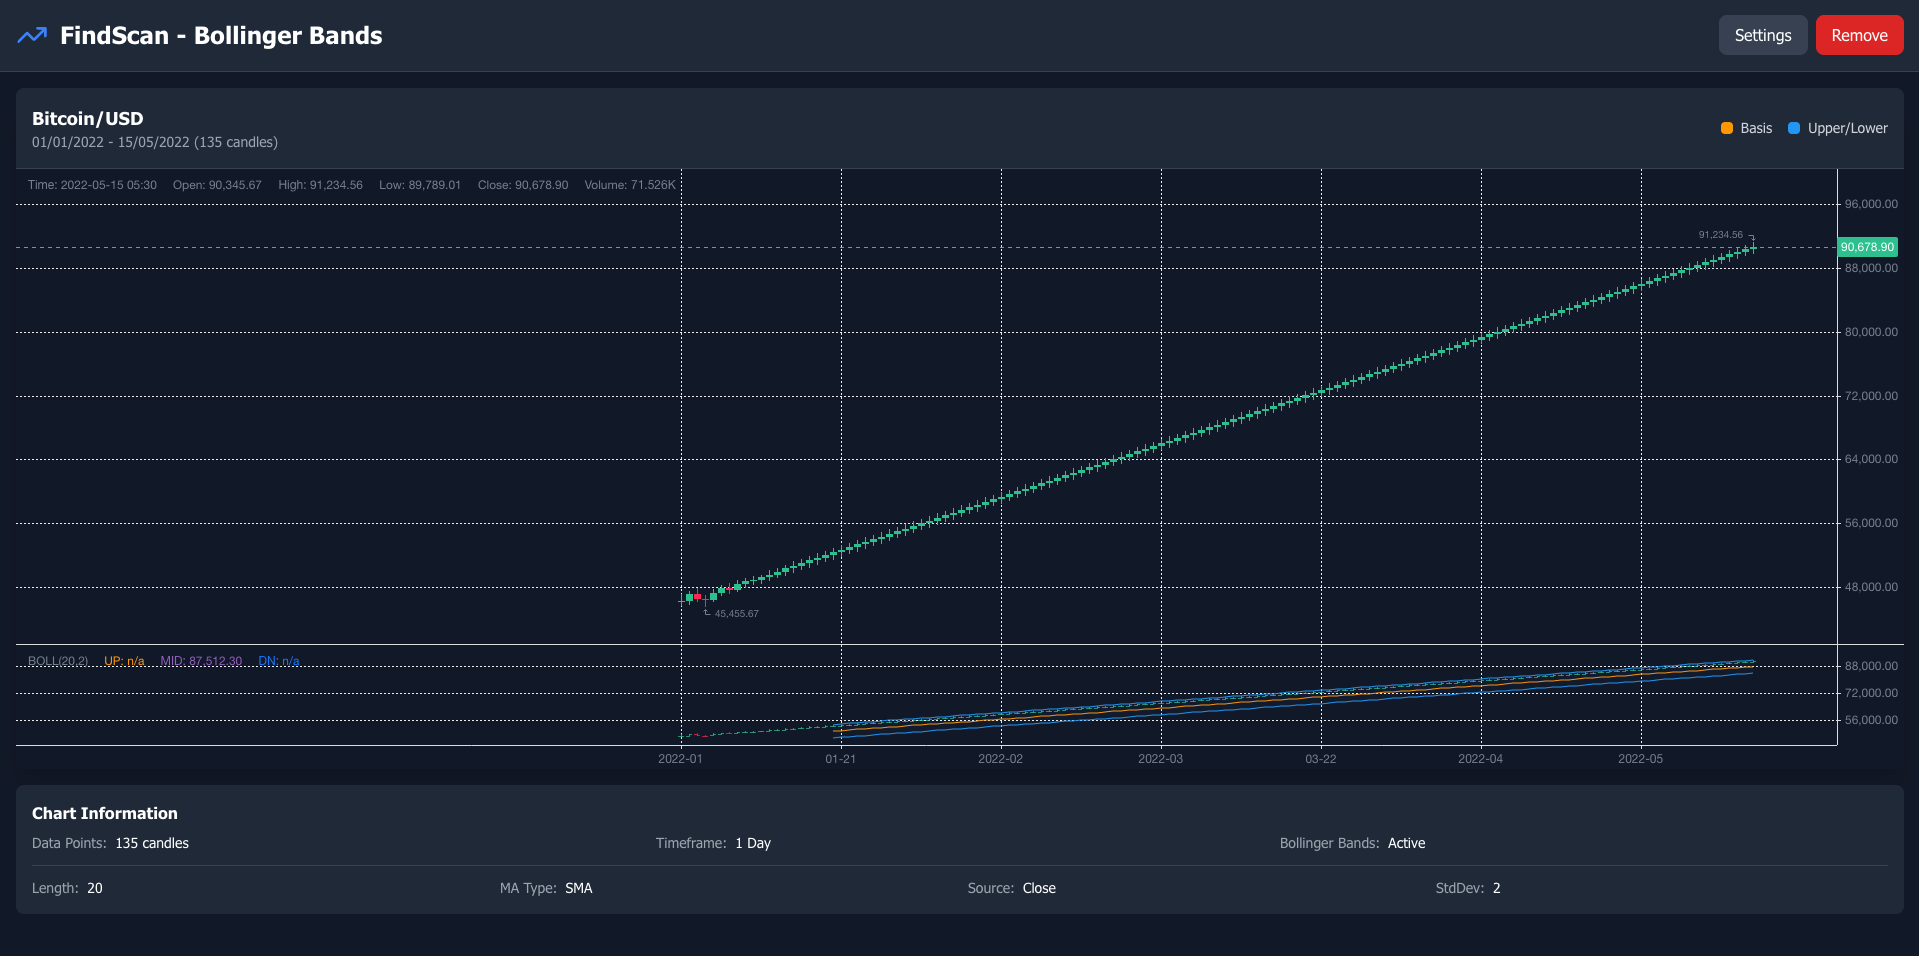 FindScan - Bollinger Bands
Settings
Remove
Bitcoin/USD
01/01/2022 - 15/05/2022 (135 candles)
Basis
Upper/Lower
Time: 2022-05-15 05:30 Open: 90,345.67 High: 91,234.56 Low: 89,789.01 Close: 90,678.90 Volume: 71.526K
96,000.00
91,234.56
90,678.90
88,000.00
80,000.00
72,000.00
64,000.00
56,000.00
48,000.00
45,455.67
BOLL(20,2) UP: n/a MID: 87,512.30 DN: n/a
88,000.00
72,000.00
56,000.00
2022-01 01-21 2022-02 2022-03 03-22 2022-04 2022-05
Chart Information
Data Points: 135 candles
Timeframe: 1 Day
Bollinger Bands: Active
Length: 20
MA Type: SMA
Source: Close
StdDev: 2